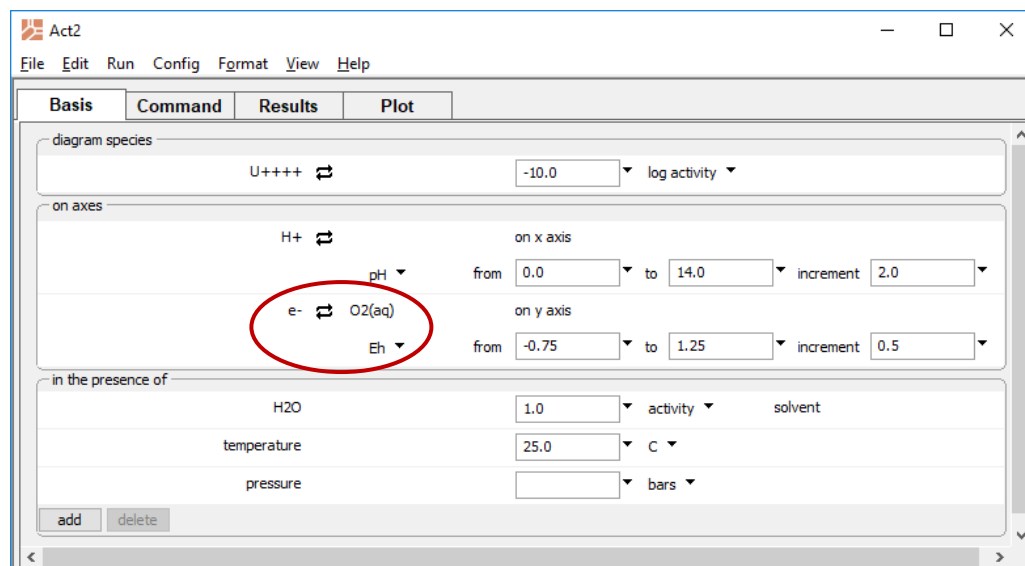 Act2
File Edit Run Config Format View Help
Basis Command Results Plot
diagram species
U++++ -10.0 log activity
on axes
H+ on x axis
pH from 0.0 to 14.0 increment 2.0
e- O2(aq) on y axis
Eh from -0.75 to 1.25 increment 0.5
in the presence of
H2O 1.0 activity solvent
temperature 25.0 C
pressure bars
add delete